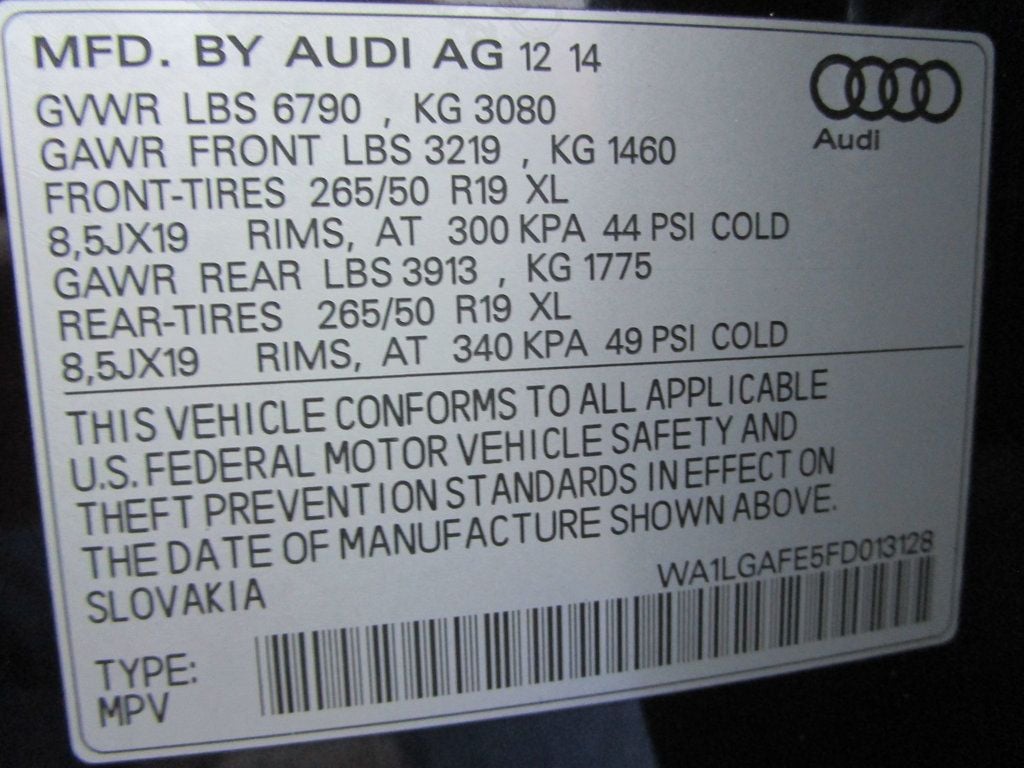 MFD. BY AUDI AG 12 14
Audi
GVWR LBS 6790 , KG 3080
GAWR FRONT LBS 3219 , KG 1460
FRONT-TIRES 265/50 R19 XL
8,5JX19 RIMS, AT 300 KPA 44 PSI COLD
GAWR REAR LBS 3913 , KG 1775
REAR-TIRES 265/50 R19 XL
8,5JX19 RIMS, AT 340 KPA 49 PSI COLD
THIS VEHICLE CONFORMS TO ALL APPLICABLE
U.S. FEDERAL MOTOR VEHICLE SAFETY AND
THEFT PREVENTION STANDARDS IN EFFECT ON
THE DATE OF MANUFACTURE SHOWN ABOVE.
SLOVAKIA
WA1LGAFE5FD013128
TYPE:
MPV